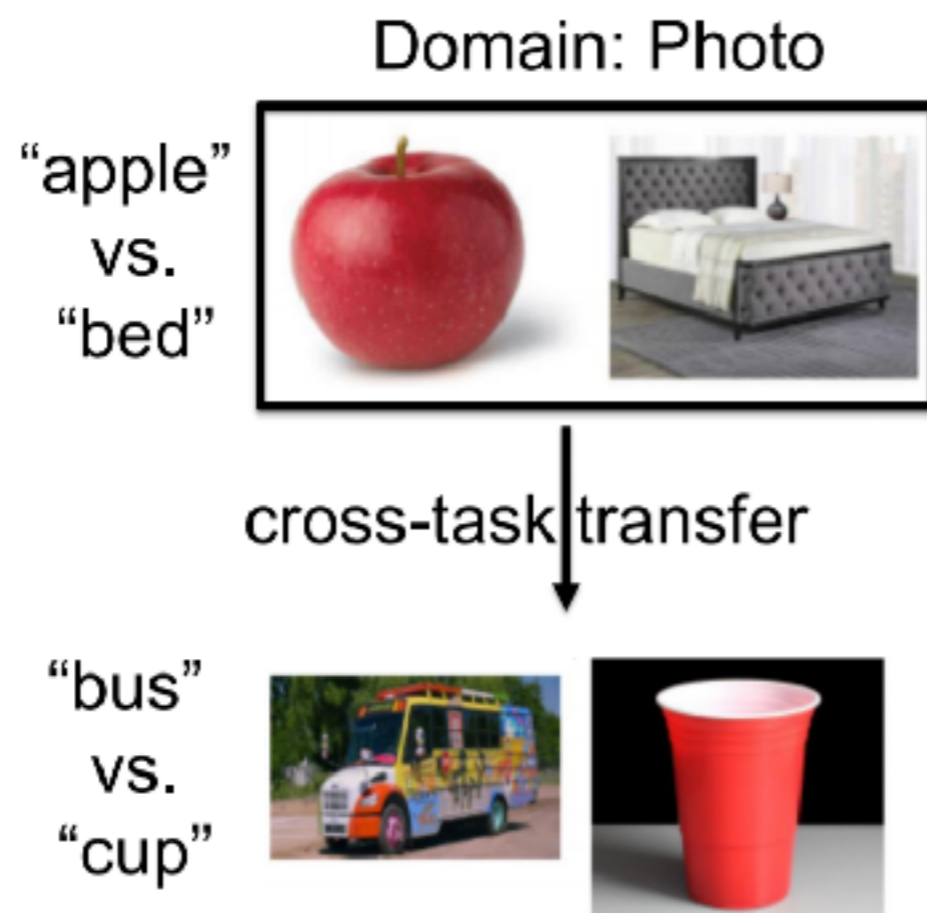 Domain: Photo
“apple”
vs.
“bed”
cross-task transfer
“bus”
vs.
“cup”